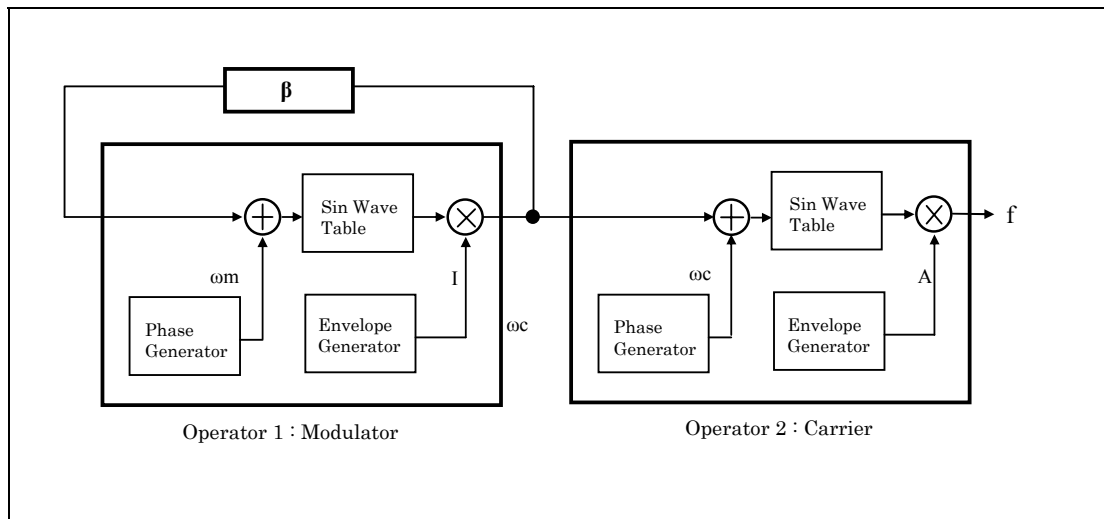 β
Sin Wave
Table
ωm
I
Phase
Generator
Envelope
Generator
ωc
Operator 1 : Modulator
Sin Wave
Table
ωc
A
f
Phase
Generator
Envelope
Generator
Operator 2 : Carrier